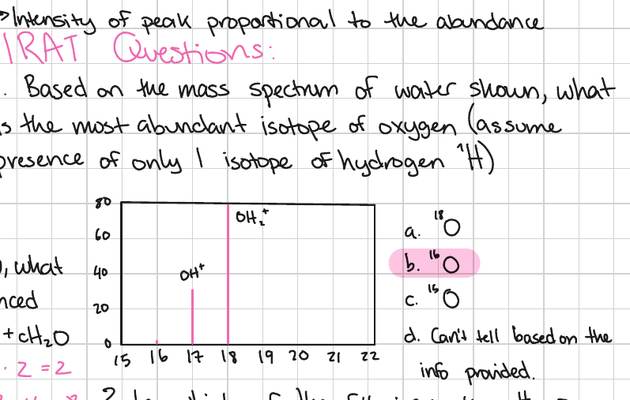 →Intensity of peak proportional to the abundance
IRAT Questions:
. Based on the mass spectrum of water shown, what
is the most abundant isotope of oxygen (assume
presence of only 1 isotope of hydrogen ¹H)
80
60
40
20
0
OH₂⁺
OH⁺
15 16 17 18 19 20 21 22
a. ¹⁸O
b. ¹⁶O
c. ¹⁵O
d. Can't tell based on the
info provided.
, what
nced
+ cH₂O
· 2 = 2